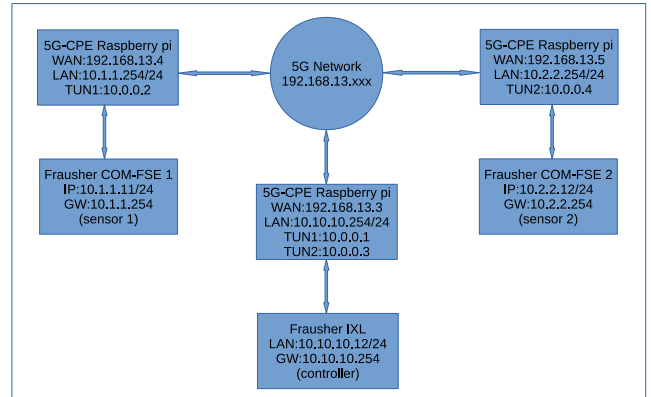 5G-CPE Raspberry pi
WAN:192.168.13.4
LAN:10.1.1.254/24
TUN1:10.0.0.2
5G Network
192.168.13.xxx
5G-CPE Raspberry pi
WAN:192.168.13.5
LAN:10.2.2.254/24
TUN2:10.0.0.4
Frausher COM-FSE 1
IP:10.1.1.11/24
GW:10.1.1.254
(sensor 1)
5G-CPE Raspberry pi
WAN:192.168.13.3
LAN:10.10.10.254/24
TUN1:10.0.0.1
TUN2:10.0.0.3
Frausher COM-FSE 2
IP:10.2.2.12/24
GW:10.2.2.254
(sensor 2)
Frausher IXL
LAN:10.10.10.12/24
GW:10.10.10.254
(controller)